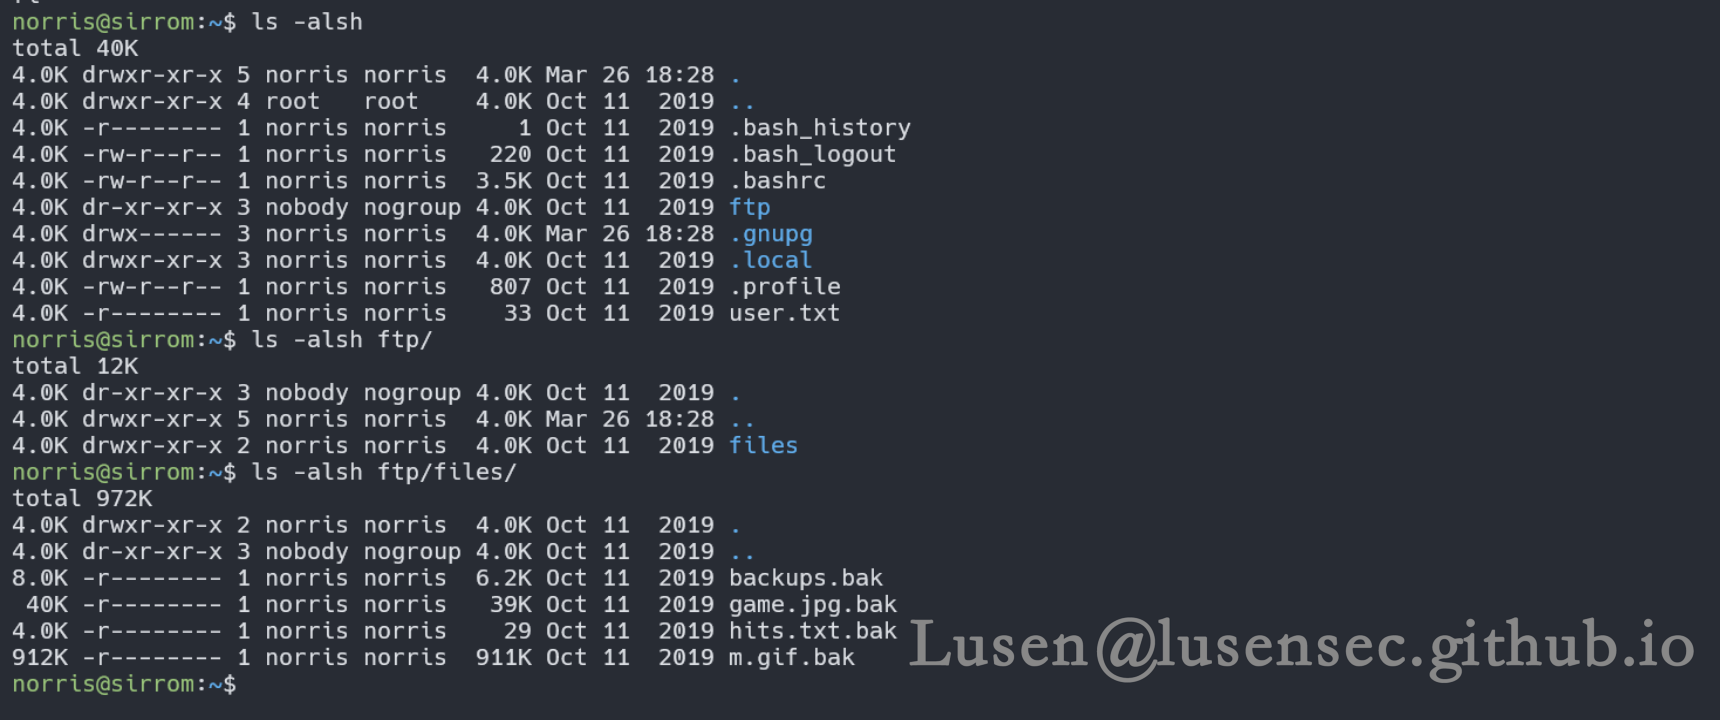 norris@sirrom:~$ ls -alsh
total 40K
4.0K drwxr-xr-x 5 norris norris  4.0K Mar 26 18:28 .
4.0K drwxr-xr-x 4 root   root    4.0K Oct 11  2019 ..
4.0K -r-------- 1 norris norris     1 Oct 11  2019 .bash_history
4.0K -rw-r--r-- 1 norris norris   220 Oct 11  2019 .bash_logout
4.0K -rw-r--r-- 1 norris norris  3.5K Oct 11  2019 .bashrc
4.0K dr-xr-xr-x 3 nobody nogroup 4.0K Oct 11  2019 ftp
4.0K drwx------ 3 norris norris  4.0K Mar 26 18:28 .gnupg
4.0K drwxr-xr-x 3 norris norris  4.0K Oct 11  2019 .local
4.0K -rw-r--r-- 1 norris norris   807 Oct 11  2019 .profile
4.0K -r-------- 1 norris norris    33 Oct 11  2019 user.txt
norris@sirrom:~$ ls -alsh ftp/
total 12K
4.0K dr-xr-xr-x 3 nobody nogroup 4.0K Oct 11  2019 .
4.0K drwxr-xr-x 5 norris norris  4.0K Mar 26 18:28 ..
4.0K drwxr-xr-x 2 norris norris  4.0K Oct 11  2019 files
norris@sirrom:~$ ls -alsh ftp/files/
total 972K
4.0K drwxr-xr-x 2 norris norris  4.0K Oct 11  2019 .
4.0K dr-xr-xr-x 3 nobody nogroup 4.0K Oct 11  2019 ..
8.0K -r-------- 1 norris norris  6.2K Oct 11  2019 backups.bak
 40K -r-------- 1 norris norris   39K Oct 11  2019 game.jpg.bak
4.0K -r-------- 1 norris norris    29 Oct 11  2019 hits.txt.bak
912K -r-------- 1 norris norris  911K Oct 11  2019 m.gif.bak
norris@sirrom:~$
Lusen@lusensec.github.io